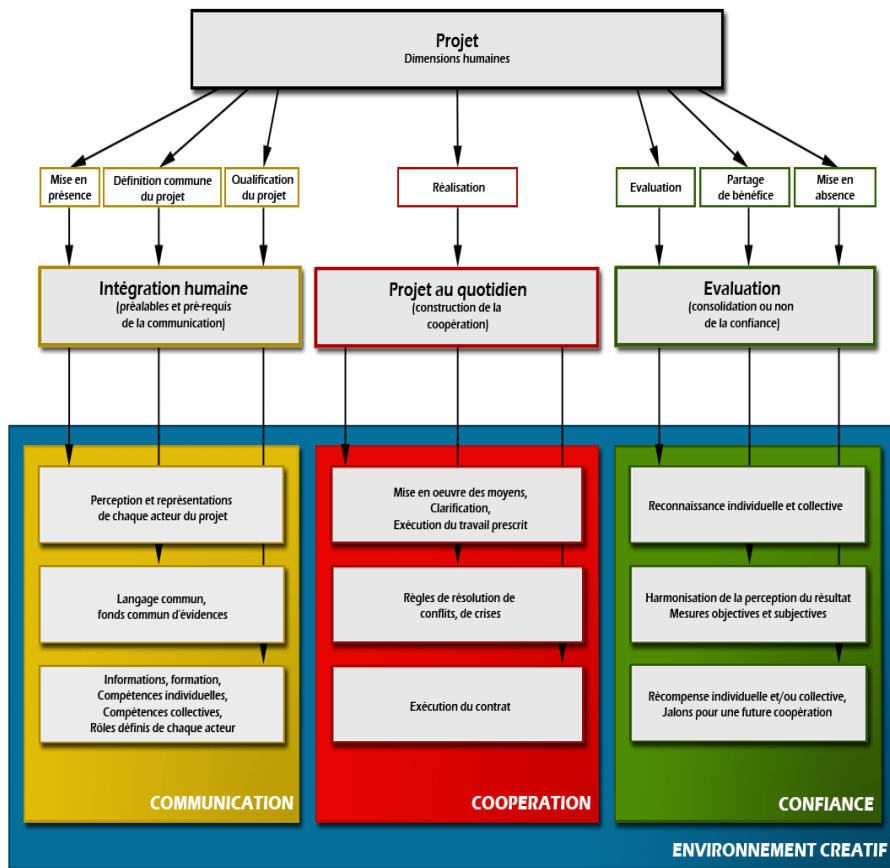 Projet
Dimensions humaines
Mise en
présence
Définition commune
du projet
Qualification
du projet
Réalisation
Evaluation
Partage
de bénéfice
Mise en
absence
Intégration humaine
(préalables et pré-requis
de la communication)
Projet au quotidien
(construction de la
coopération)
Evaluation
(consolidation ou non
de la confiance)
Perception et représentations
de chaque acteur du projet
Mise en oeuvre des moyens,
Clarification,
Exécution du travail prescrit
Reconnaissance individuelle et collective
Langage commun,
fonds commun d'évidences
Règles de résolution de
conflits, de crises
Harmonisation de la perception du résultat
Mesures objectives et subjectives
Informations, formation,
Compétences individuelles,
Compétences collectives,
Rôles définis de chaque acteur
Exécution du contrat
Récompense individuelle et/ou collective,
Jalons pour une future coopération
COMMUNICATION
COOPERATION
CONFIANCE
ENVIRONNEMENT CREATIF